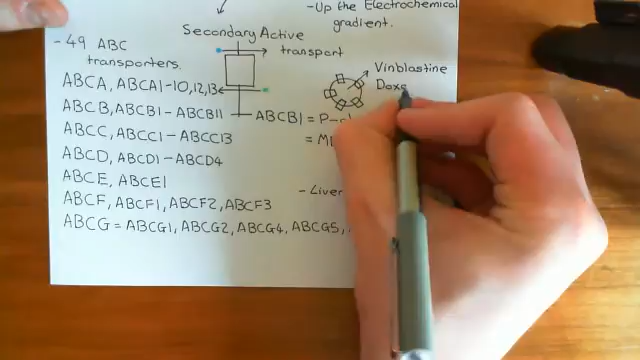 -Up the Electrochemical
gradient.
Secondary Active
transport
- 49 ABC
transporters.
ABCA, ABCA1-10,12,13
ABCB, ABCB1-ABCB11
ABCC, ABCC1-ABCC13
ABCD, ABCD1-ABCD4
ABCE, ABCE1
ABCF, ABCF1, ABCF2, ABCF3
ABCG = ABCG1, ABCG2, ABCG4, ABCG5,
Vinblastine
ABCB1 =
- Liver